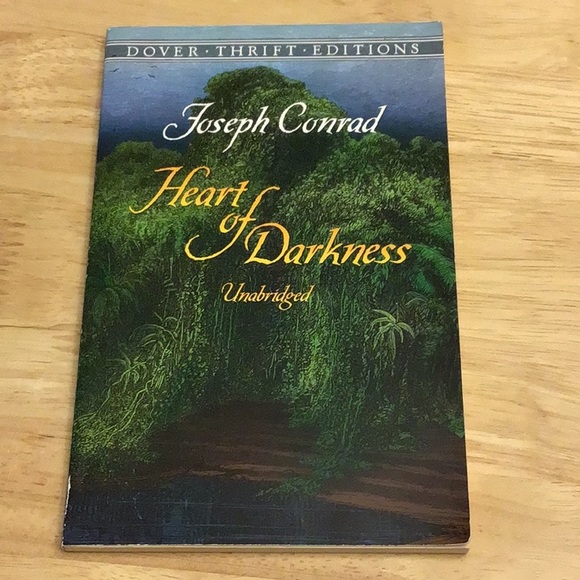 DOVER · THRIFT · EDITIONS
Joseph Conrad
Heart
of
Darkness
Unabridged